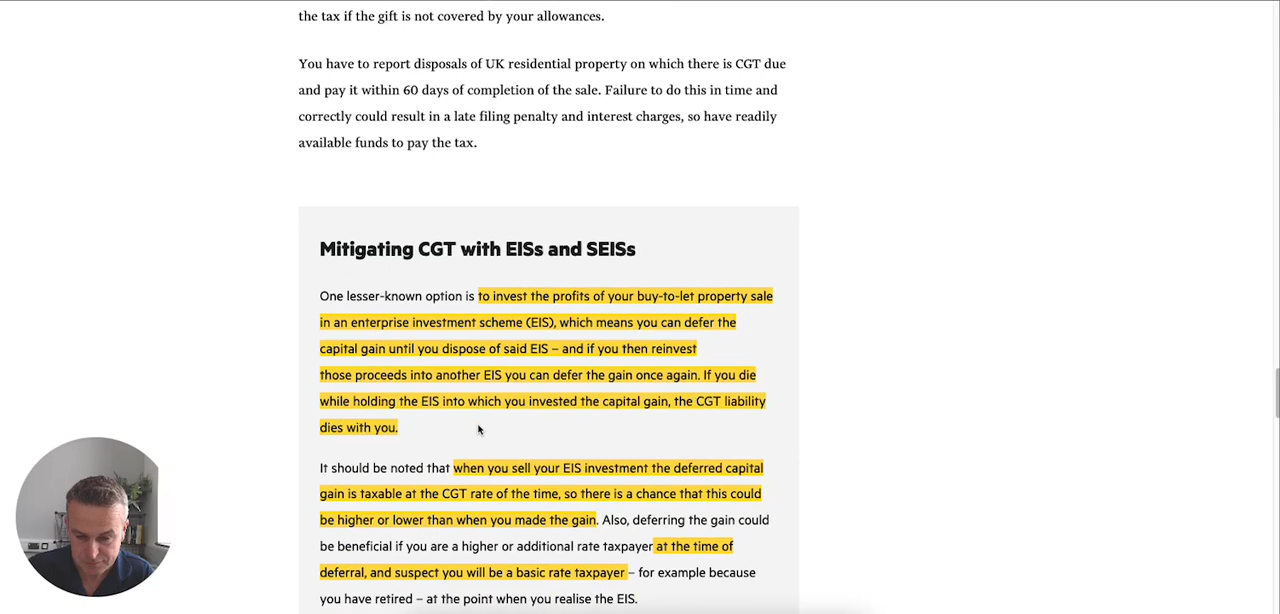 the tax if the gift is not covered by your allowances.
You have to report disposals of UK residential property on which there is CGT due
and pay it within 60 days of completion of the sale. Failure to do this in time and
correctly could result in a late filing penalty and interest charges, so have readily
available funds to pay the tax.
Mitigating CGT with EISs and SEISs
One lesser-known option is to invest the profits of your buy-to-let property sale
in an enterprise investment scheme (EIS), which means you can defer the
capital gain until you dispose of said EIS – and if you then reinvest
those proceeds into another EIS you can defer the gain once again. If you die
while holding the EIS into which you invested the capital gain, the CGT liability
dies with you.
It should be noted that when you sell your EIS investment the deferred capital
gain is taxable at the CGT rate of the time, so there is a chance that this could
be higher or lower than when you made the gain. Also, deferring the gain could
be beneficial if you are a higher or additional rate taxpayer at the time of
deferral, and suspect you will be a basic rate taxpayer – for example because
you have retired – at the point when you realise the EIS.